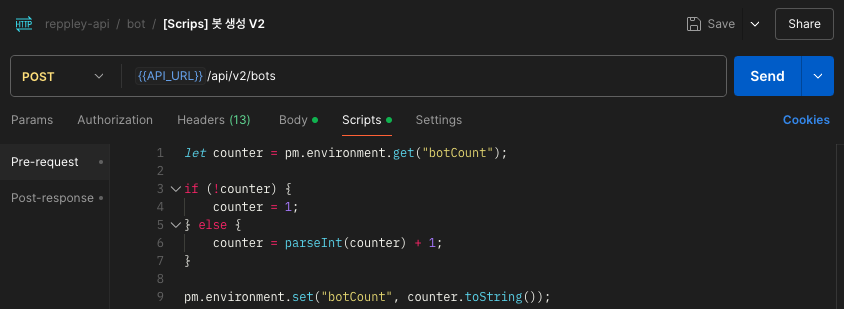 HTTP reppley-api / bot / [Scrips] 봇 생성 V2 Save Share
POST {{API_URL}} /api/v2/bots Send
Params Authorization Headers (13) Body Scripts Settings Cookies
Pre-request
Post-response
1 let counter = pm.environment.get("botCount");
2
3 if (!counter) {
4 counter = 1;
5 } else {
6 counter = parseInt(counter) + 1;
7 }
8
9 pm.environment.set("botCount", counter.toString());